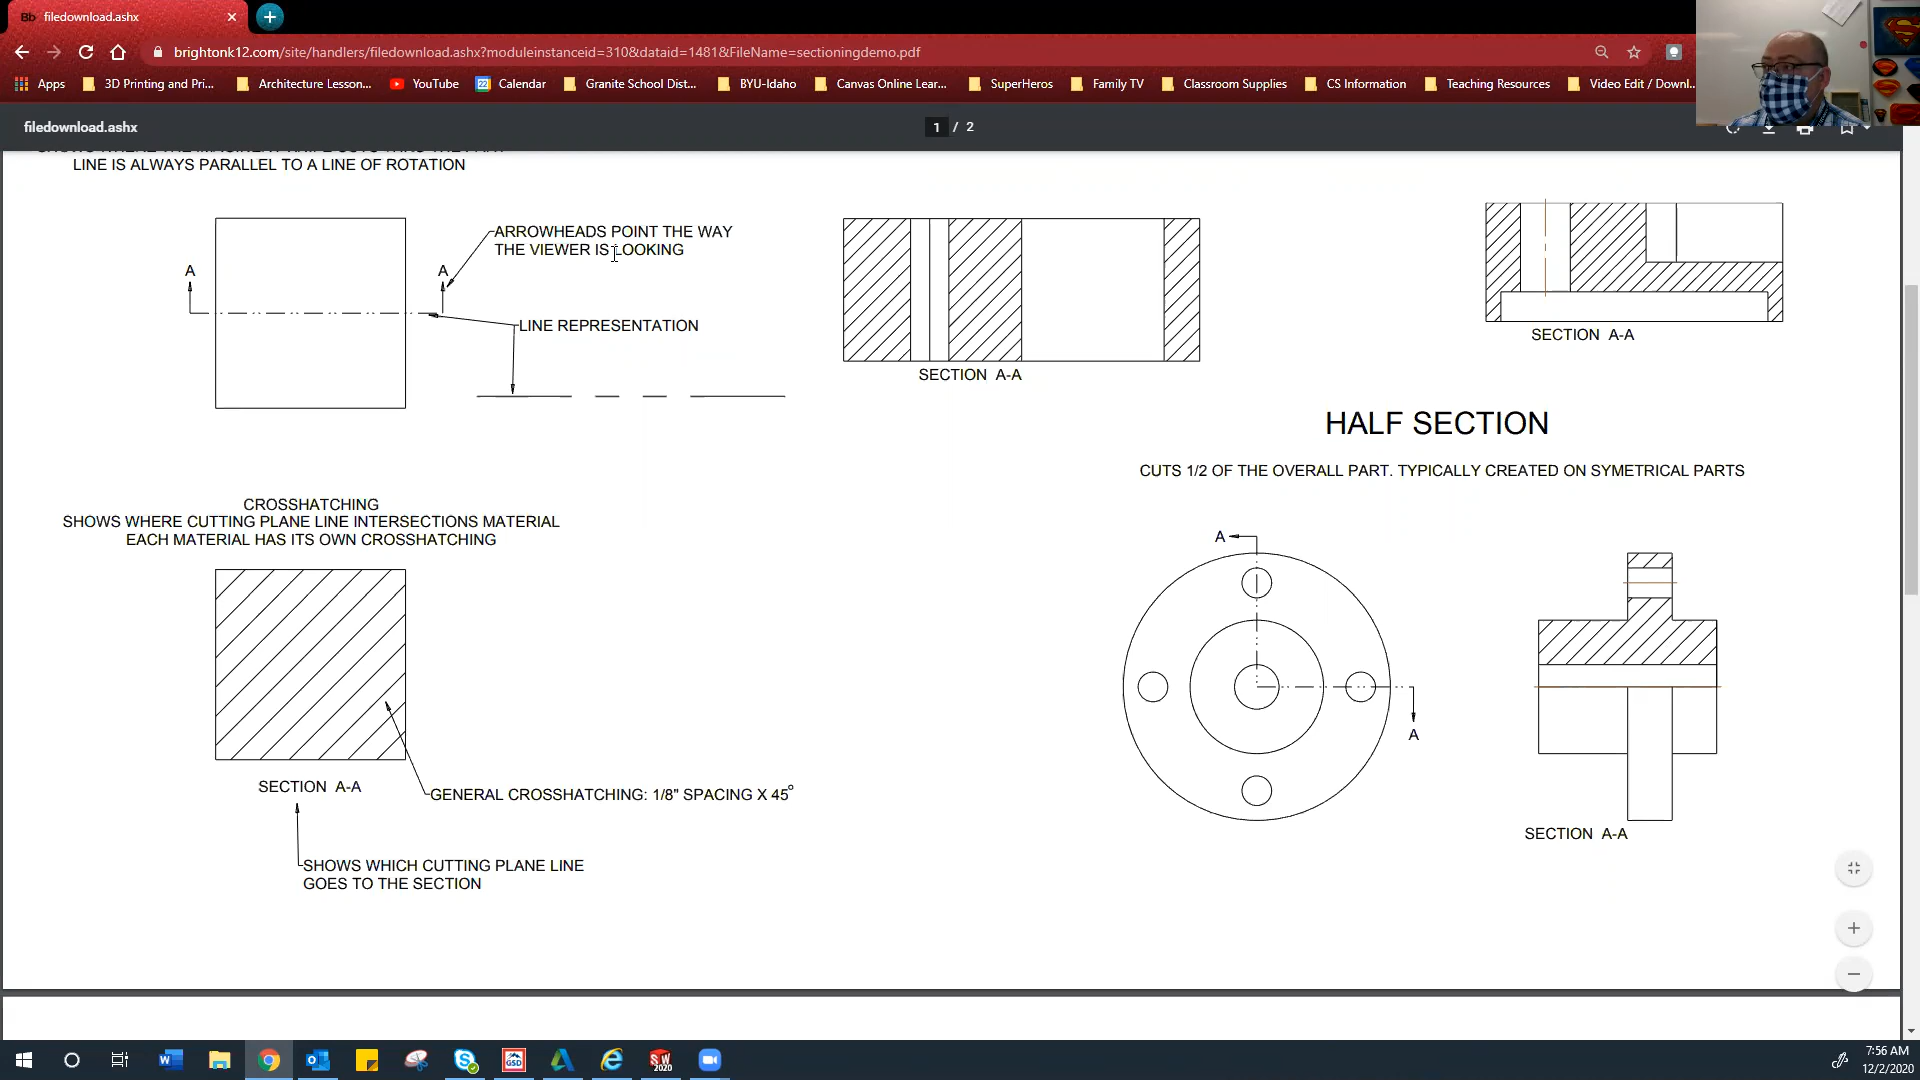 Bb filedownload.ashx
brightonk12.com/site/handlers/filedownload.ashx?moduleinstanceid=310&dataid=1481&FileName=sectioningdemo.pdf
Apps 3D Printing and Pri... Architecture Lesson... YouTube Calendar Granite School Dist... BYU-Idaho Canvas Online Lear... SuperHeros Family TV Classroom Supplies CS Information Teaching Resources Video Edit / Downl...
filedownload.ashx
1 / 2
LINE IS ALWAYS PARALLEL TO A LINE OF ROTATION
ARROWHEADS POINT THE WAY
THE VIEWER IS LOOKING
A A
LINE REPRESENTATION
SECTION A-A
SECTION A-A
HALF SECTION
CUTS 1/2 OF THE OVERALL PART. TYPICALLY CREATED ON SYMETRICAL PARTS
CROSSHATCHING
SHOWS WHERE CUTTING PLANE LINE INTERSECTIONS MATERIAL
EACH MATERIAL HAS ITS OWN CROSSHATCHING
A
A
SECTION A-A
GENERAL CROSSHATCHING: 1/8" SPACING X 45°
SECTION A-A
SHOWS WHICH CUTTING PLANE LINE
GOES TO THE SECTION
GSD
SW
2020
7:56 AM
12/2/2020